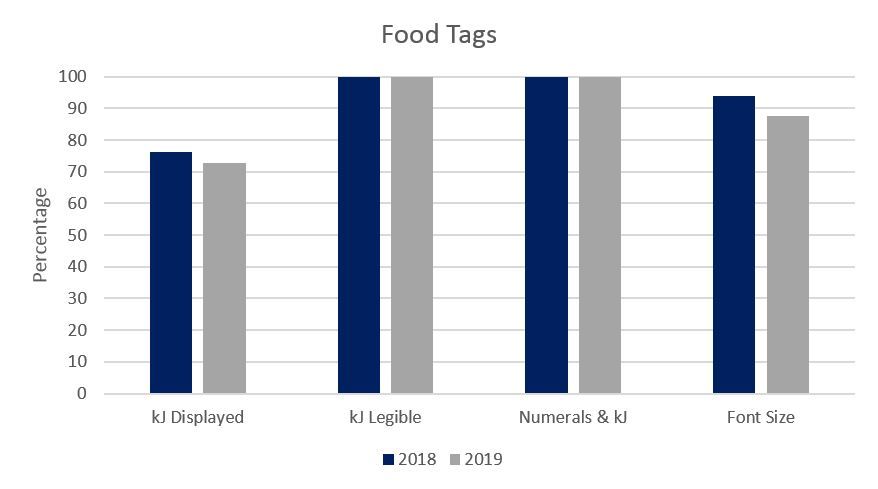 Food Tags
Percentage
100
90
80
70
60
50
40
30
20
10
0
kJ Displayed
kJ Legible
Numerals & kJ
Font Size
2018
2019